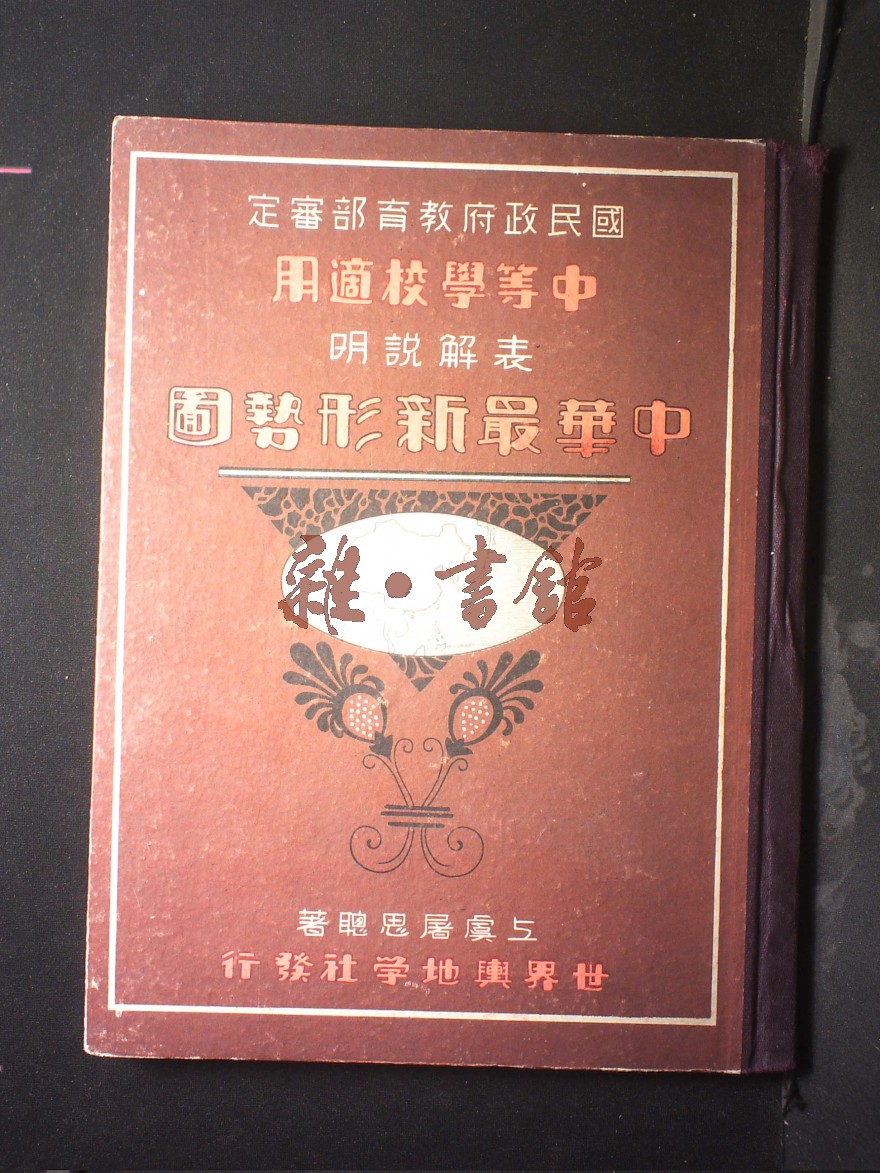 國民政府教育部審定
中等學校適用
表解説明
中華最新形勢圖
雜·書館
上虞屠思聰著
世界輿地学社發行